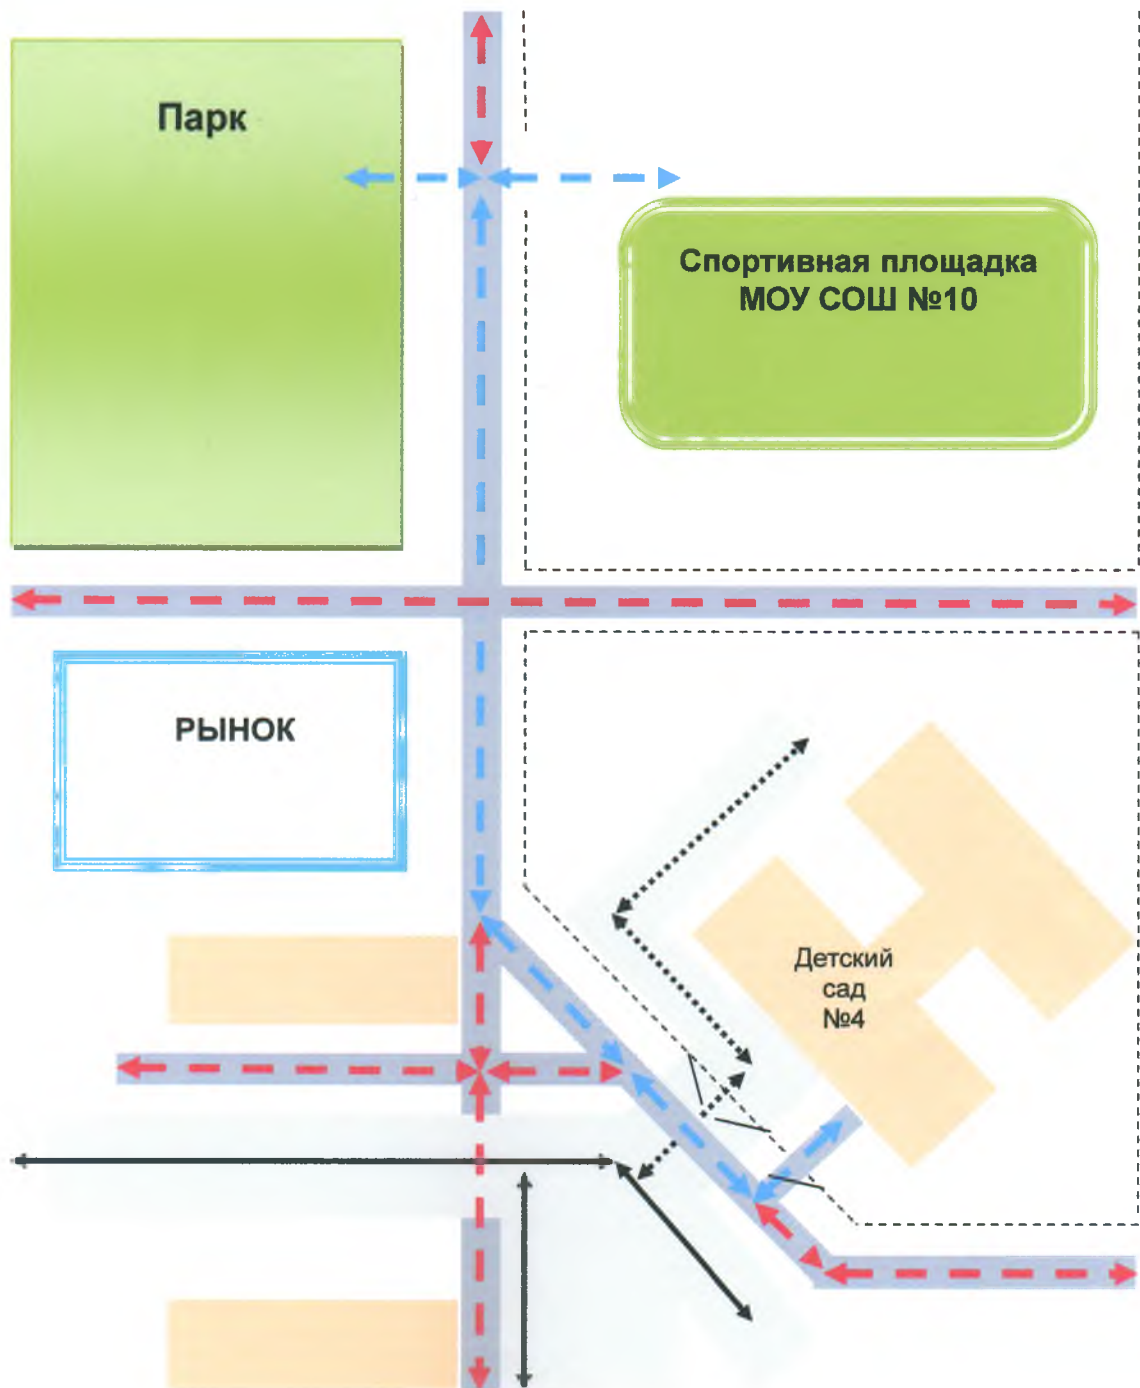 Парк
Спортивная площадка
МОУ СОШ №10
РЫНОК
Детский
сад
№4